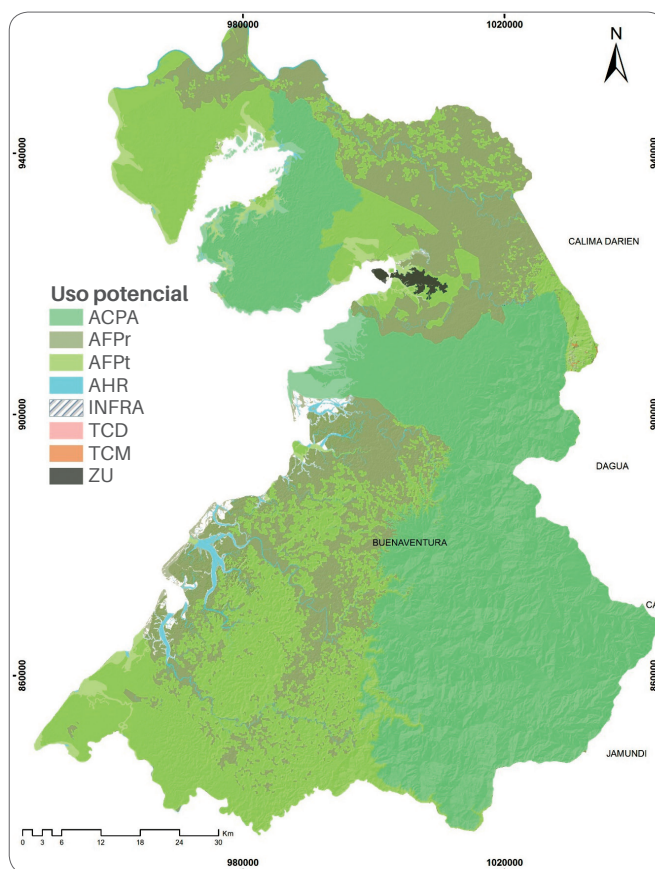 980000
1020000
N
940000
940000
CALIMA DARIEN
Uso potencial
ACPA
AFPr
AFPt
AHR
INFRA
TCD
TCM
ZU
900000
900000
DAGUA
BUENAVENTURA
CA
860000
860000
JAMUNDI
0 3 6 12 18 24 30
Km
980000
1020000